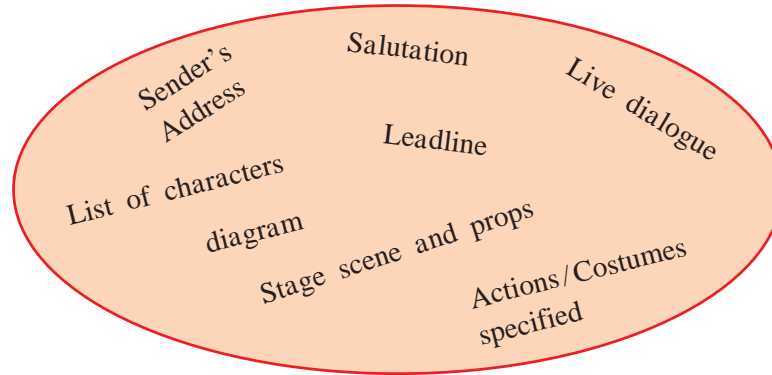 Sender’s
Address
Salutation
Live dialogue
Leadline
List of characters
diagram
Stage scene and props
Actions/Costumes
specified